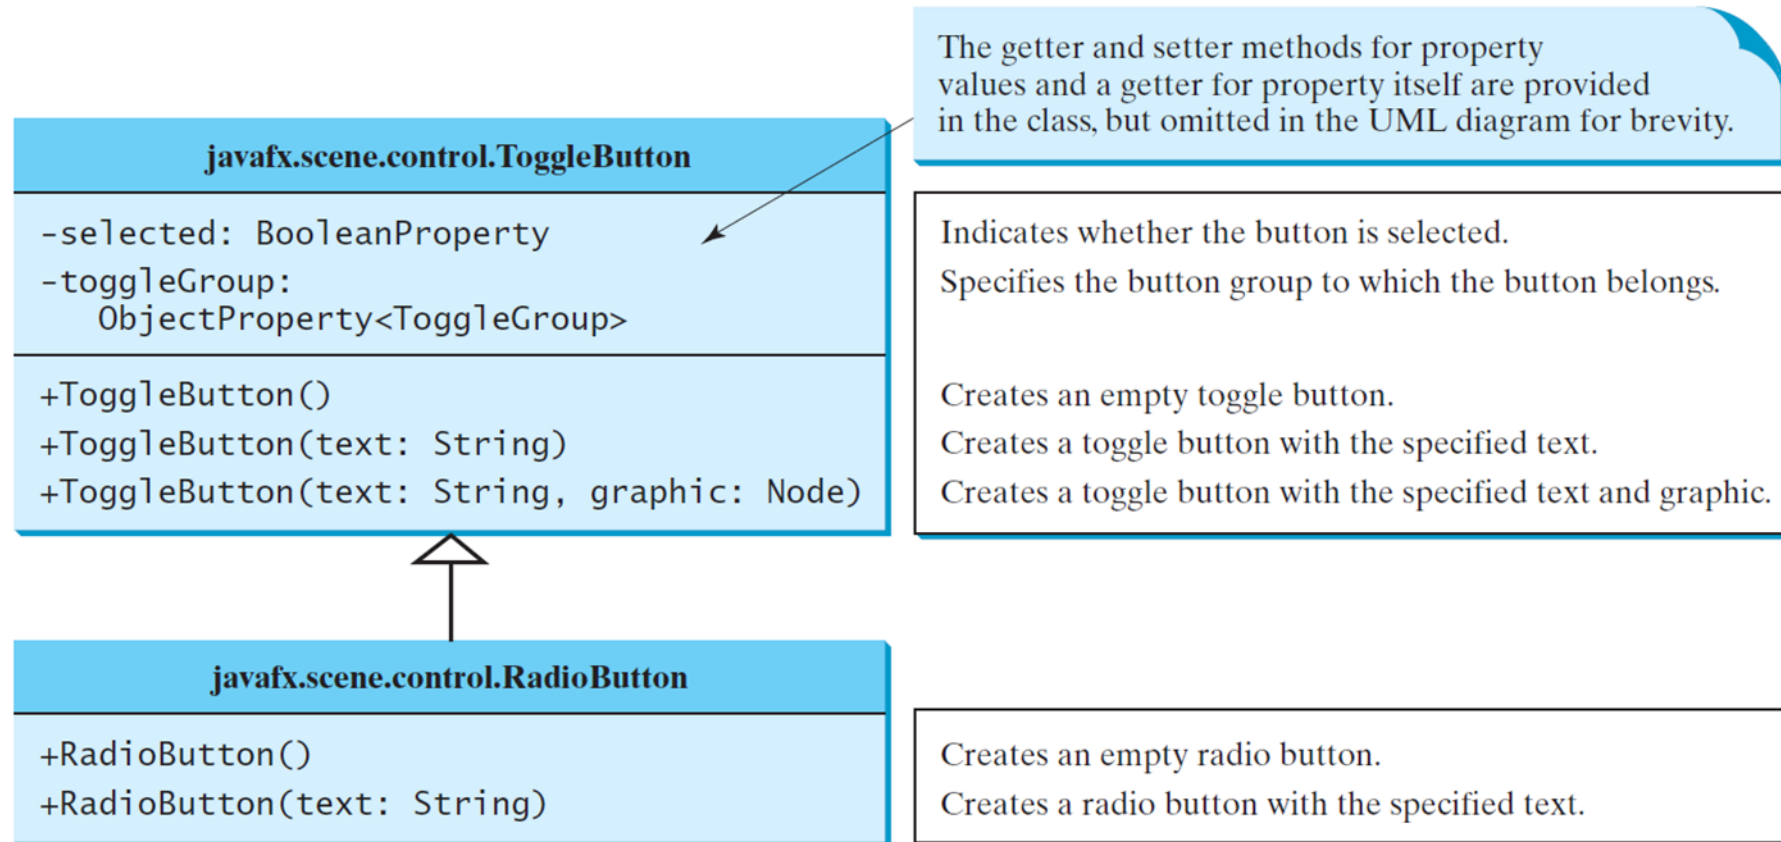 The getter and setter methods for property
values and a getter for property itself are provided
in the class, but omitted in the UML diagram for brevity.
javafx.scene.control.ToggleButton
-selected: BooleanProperty
Indicates whether the button is selected.
-toggleGroup:
Specifies the button group to which the button belongs.
ObjectProperty<ToggleGroup>
+ToggleButton()
Creates an empty toggle button.
+ToggleButton(text: String)
Creates a toggle button with the specified text.
+ToggleButton(text: String, graphic: Node)
Creates a toggle button with the specified text and graphic.
javafx.scene.control.RadioButton
+RadioButton()
Creates an empty radio button.
+RadioButton(text: String)
Creates a radio button with the specified text.